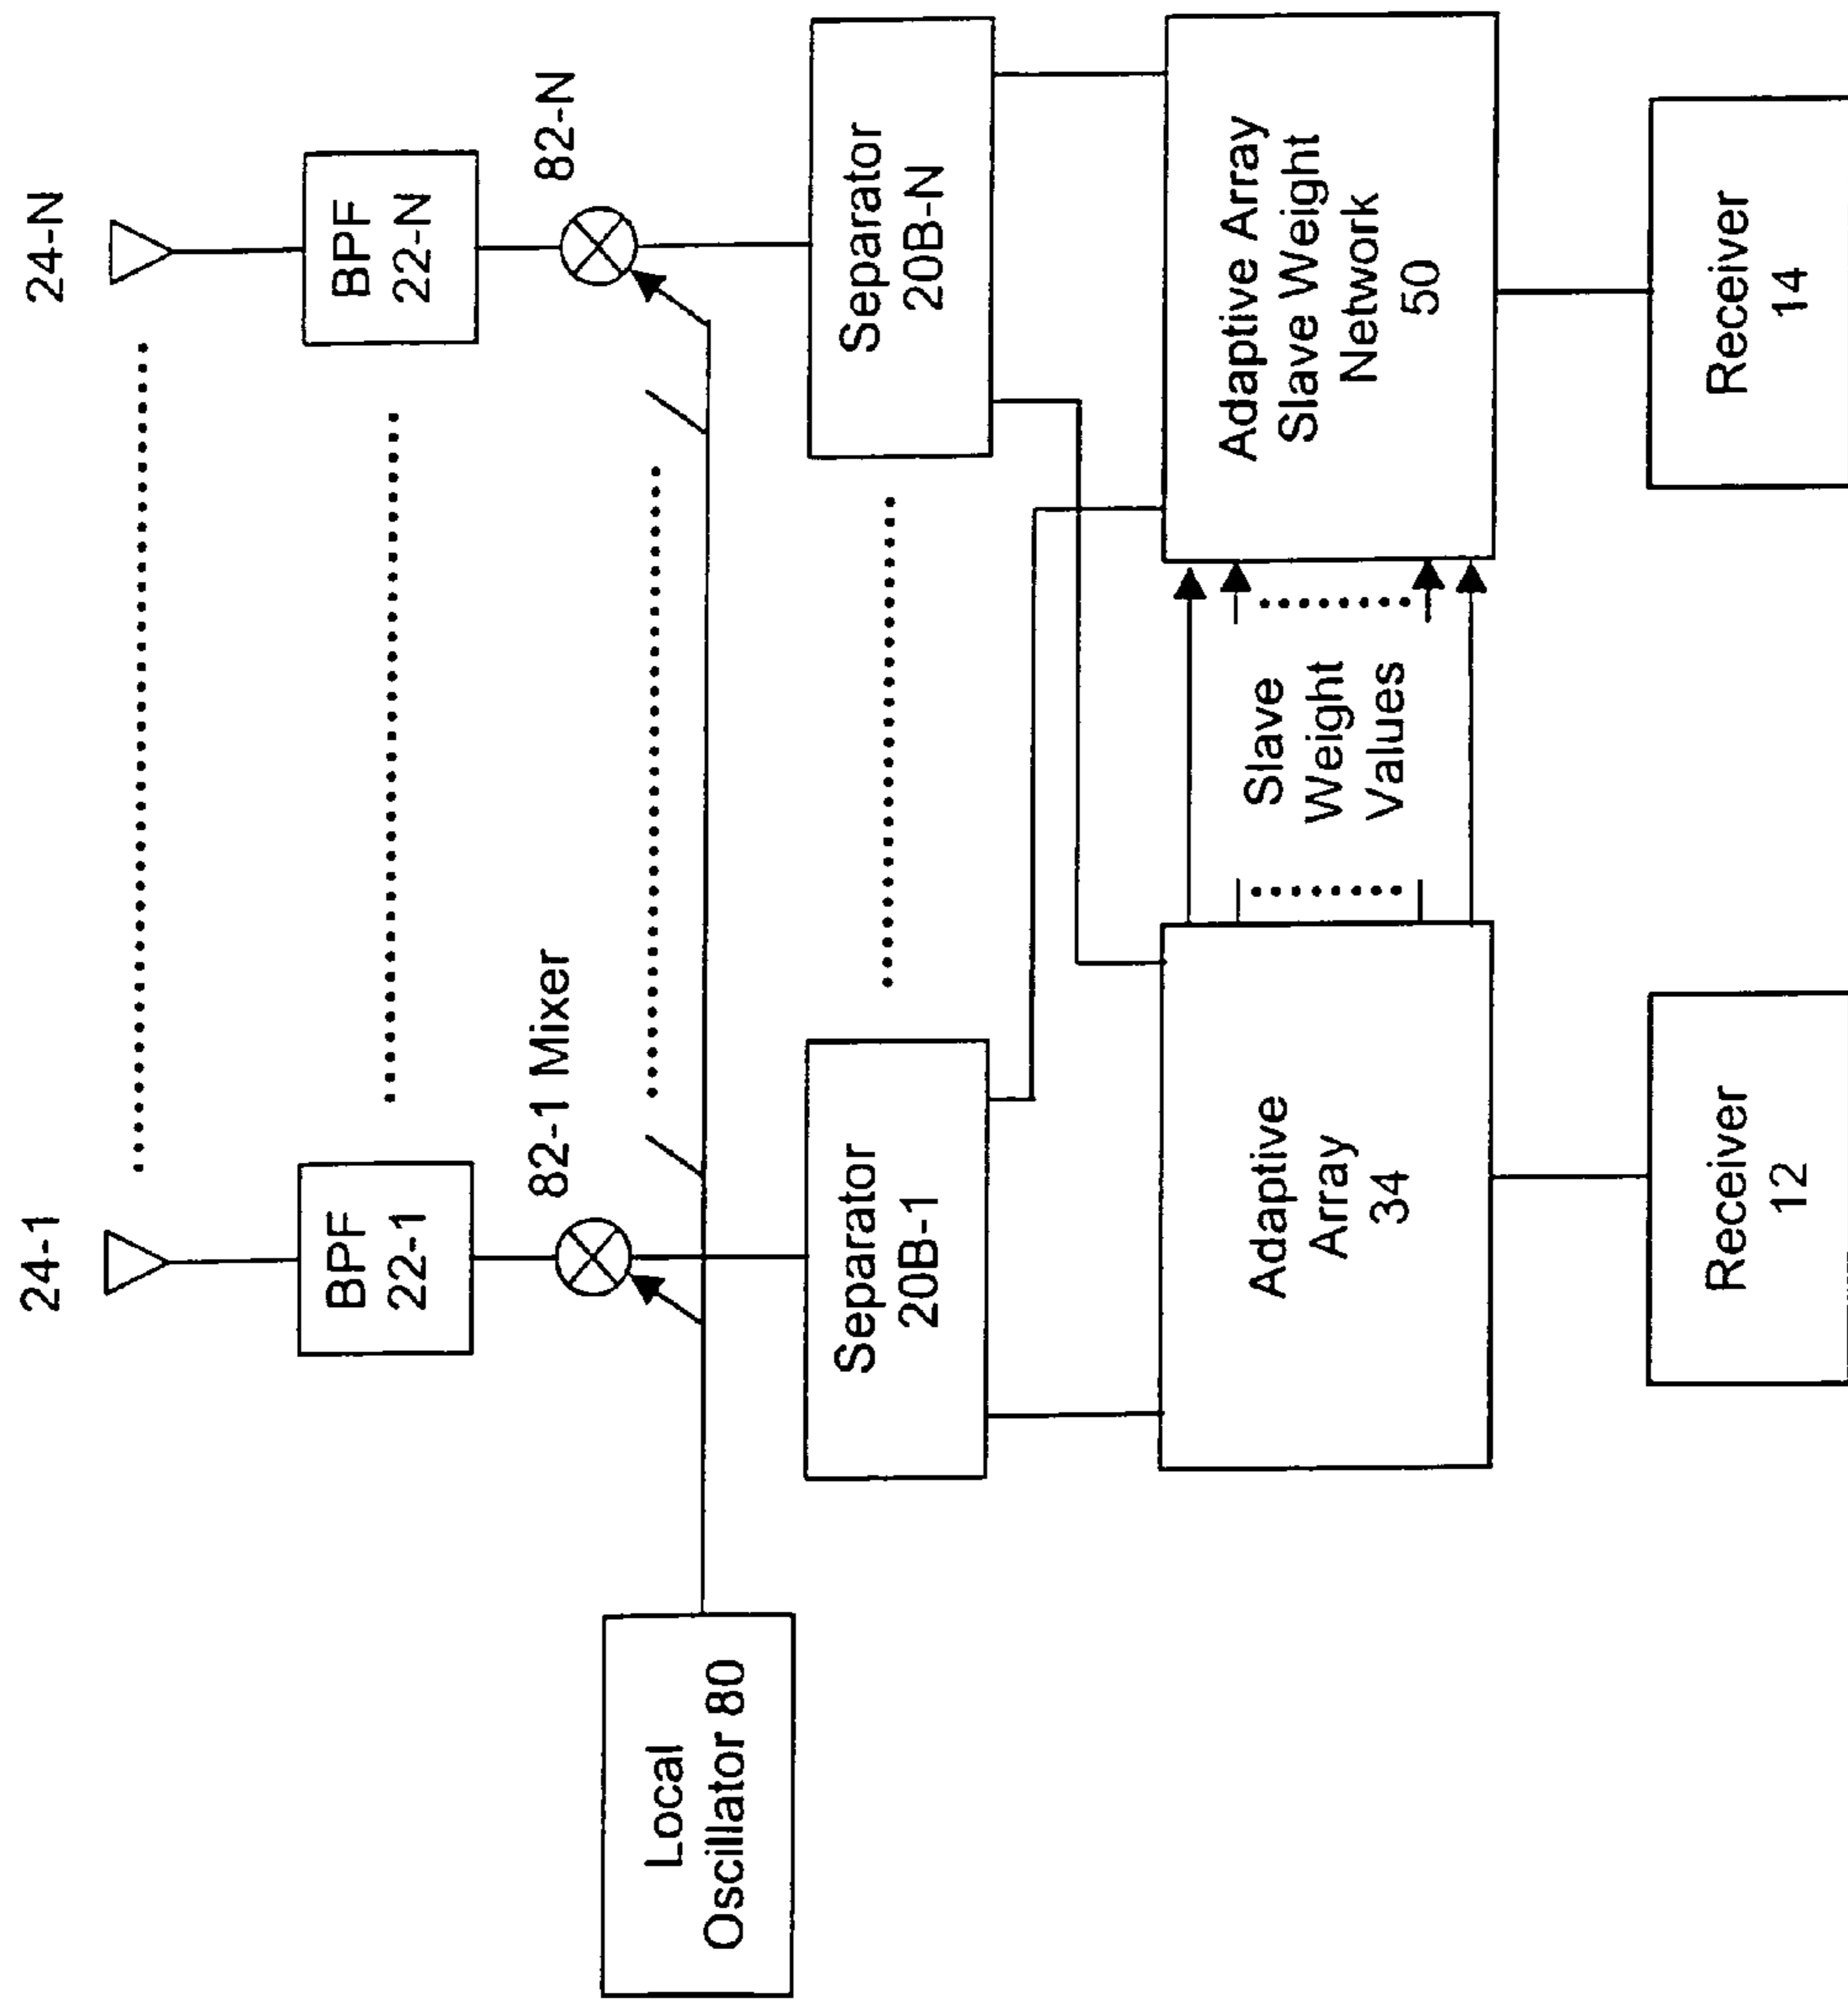 24-1
24-N
BPF
22-1
BPF
22-N
82-1 Mixer
82-N
Local
Oscillator 80
Separator
20B-1
Separator
20B-N
Adaptive
Array
34
Slave
Weight
Values
Adaptive Array
Slave Weight
Network
50
Receiver
12
Receiver
14